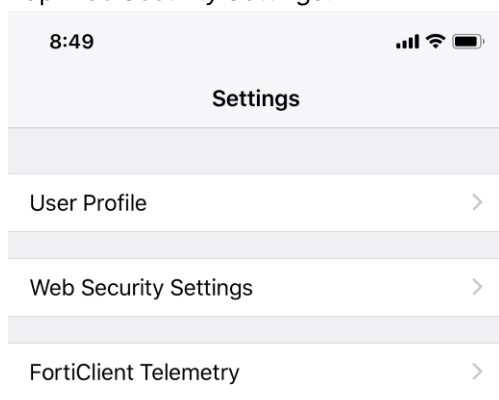 8:49
Settings
User Profile
Web Security Settings
FortiClient Telemetry